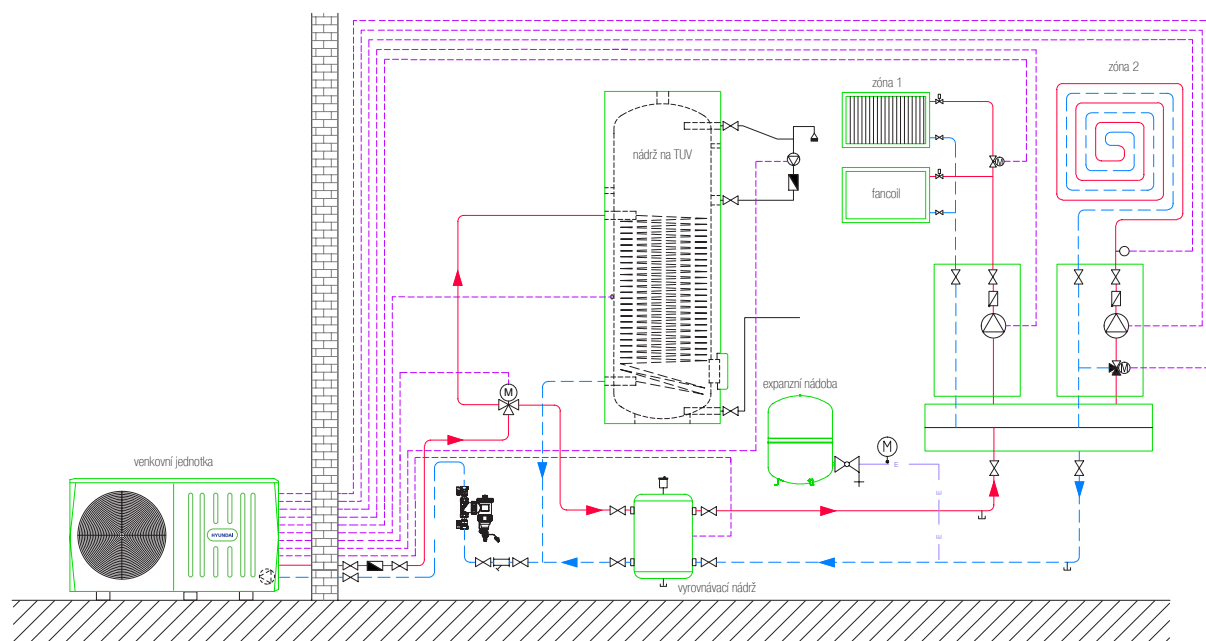 zóna 1
zóna 2
nádrž na TUV
M
fancoil
M
M
expanzní nádoba
M
venkovní jednotka
E
E
E
HYUNDAI
vyrovnávací nádrž